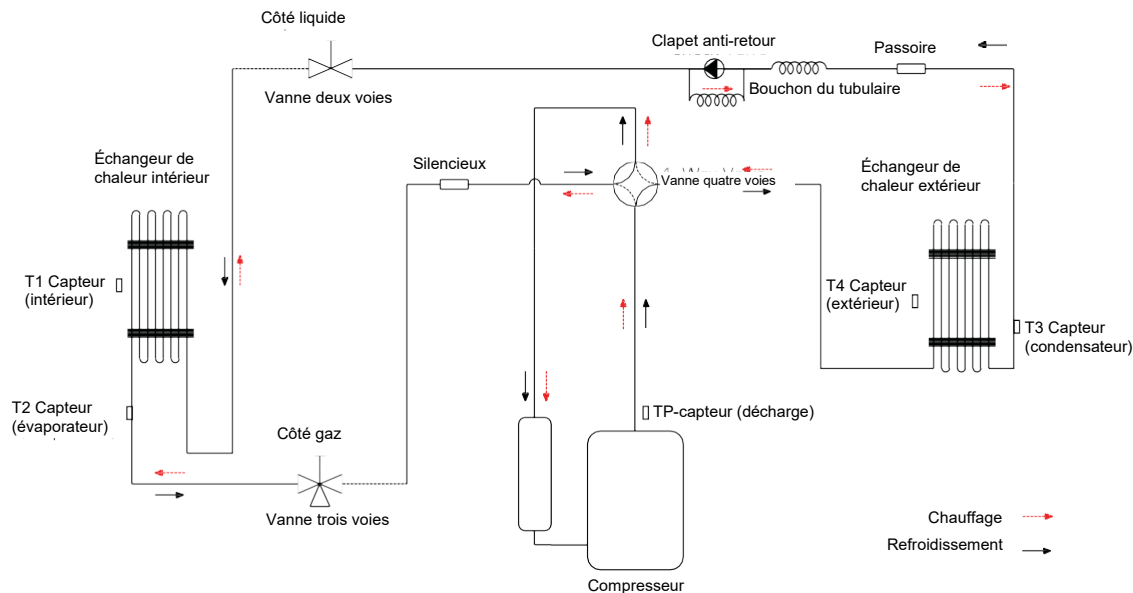 Côté liquide
Clapet anti-retour
Passoire
Vanne deux voies
Bouchon du tubulaire
Échangeur de
chaleur intérieur
Silencieux
Vanne quatre voies
Échangeur de
chaleur extérieur
T1 Capteur
(intérieur)
T4 Capteur
(extérieur)
T3 Capteur
(condensateur)
T2 Capteur
(évaporateur)
TP-capteur (décharge)
Côté gaz
Vanne trois voies
Chauffage
Refroidissement
Compresseur